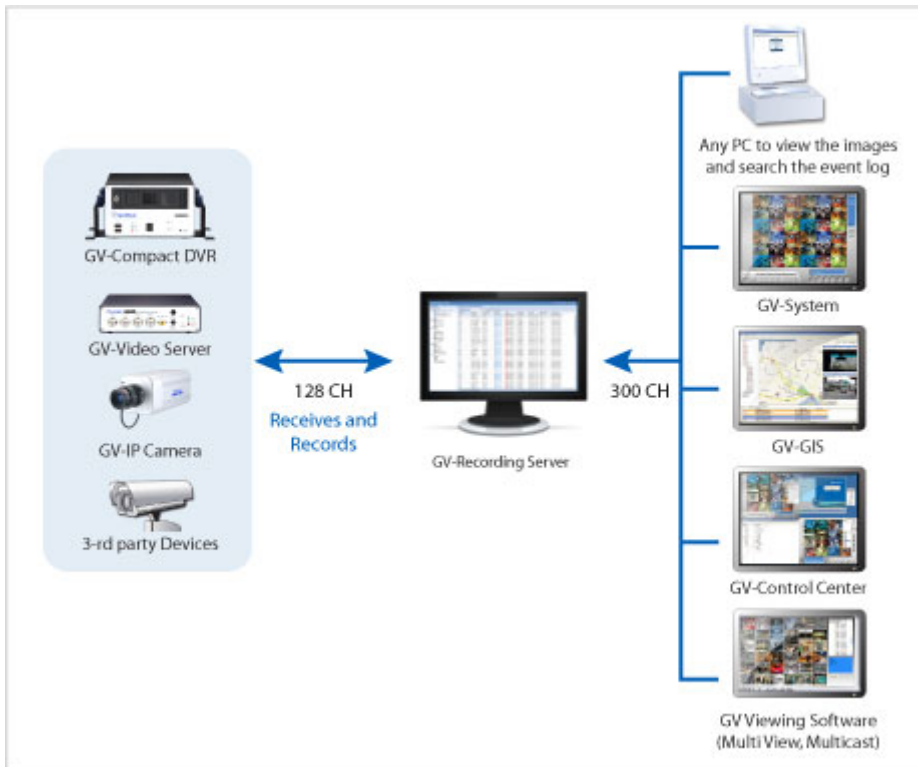 GV-Compact DVR
GV-Video Server
GV-IP Camera
3-rd party Devices
128 CH
Receives and
Records
GV-Recording Server
300 CH
Any PC to view the images
and search the event log
GV-System
GV-GIS
GV-Control Center
GV Viewing Software
(Multi View, Multicast)